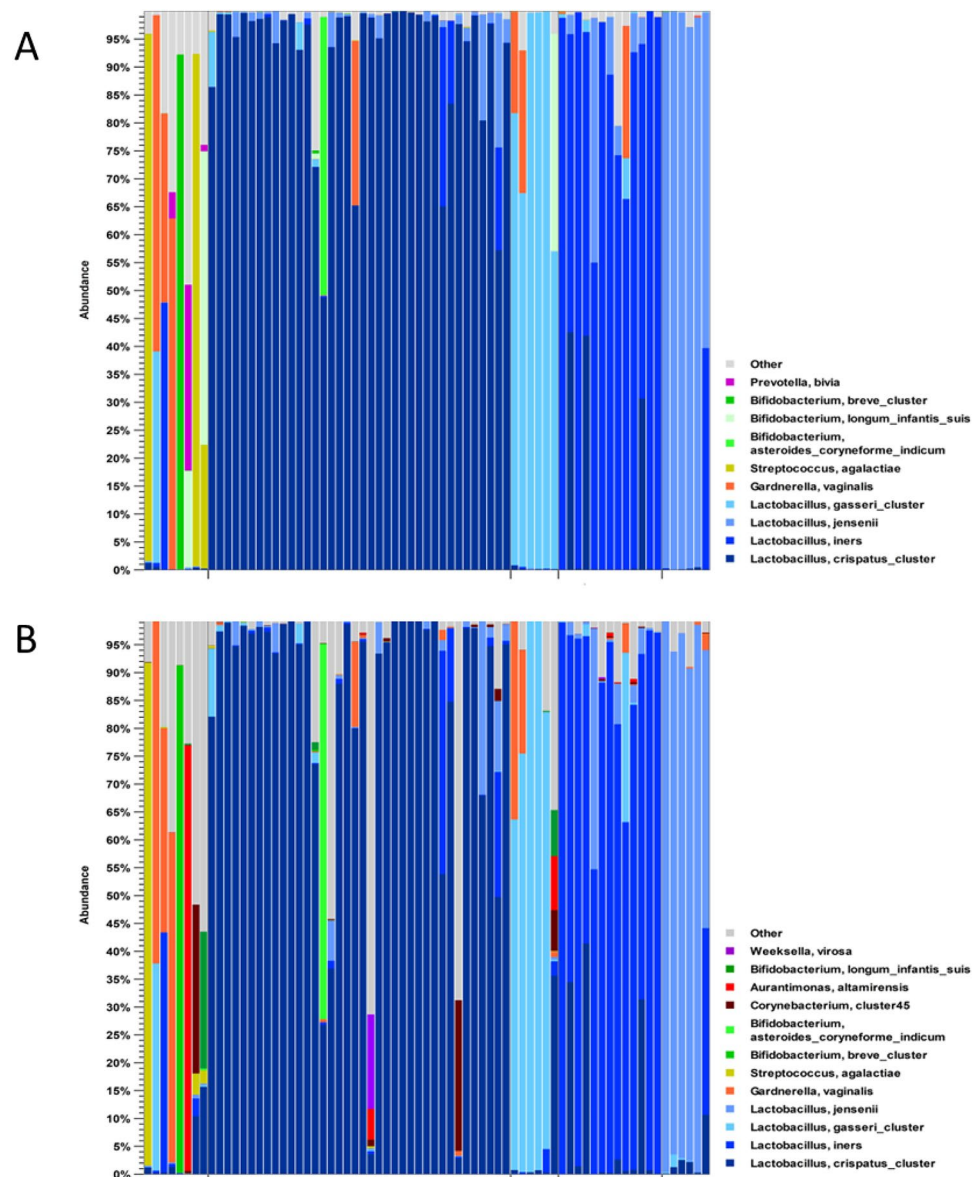 A
95%
90%
85%
80%
75%
70%
65%
60%
55%
50%
45%
40%
35%
30%
25%
20%
15%
10%
5%
0%
Abundance
Other
Prevotella, bivia
Bifidobacterium, breve_cluster
Bifidobacterium, longum_infantis_suis
Bifidobacterium,
asteroides_coryneforme_indicum
Streptococcus, agalactiae
Gardnerella, vaginalis
Lactobacillus, gasseri_cluster
Lactobacillus, jensenii
Lactobacillus, iners
Lactobacillus, crispatus_cluster
B
95%
90%
85%
80%
75%
70%
65%
60%
55%
50%
45%
40%
35%
30%
25%
20%
15%
10%
5%
0%
Abundance
Other
Weeksella, virosa
Bifidobacterium, longum_infantis_suis
Aurantimonas, altamirensis
Corynebacterium, cluster45
Bifidobacterium,
asteroides_coryneforme_indicum
Bifidobacterium, breve_cluster
Streptococcus, agalactiae
Gardnerella, vaginalis
Lactobacillus, jensenii
Lactobacillus, gasseri_cluster
Lactobacillus, iners
Lactobacillus, crispatus_cluster